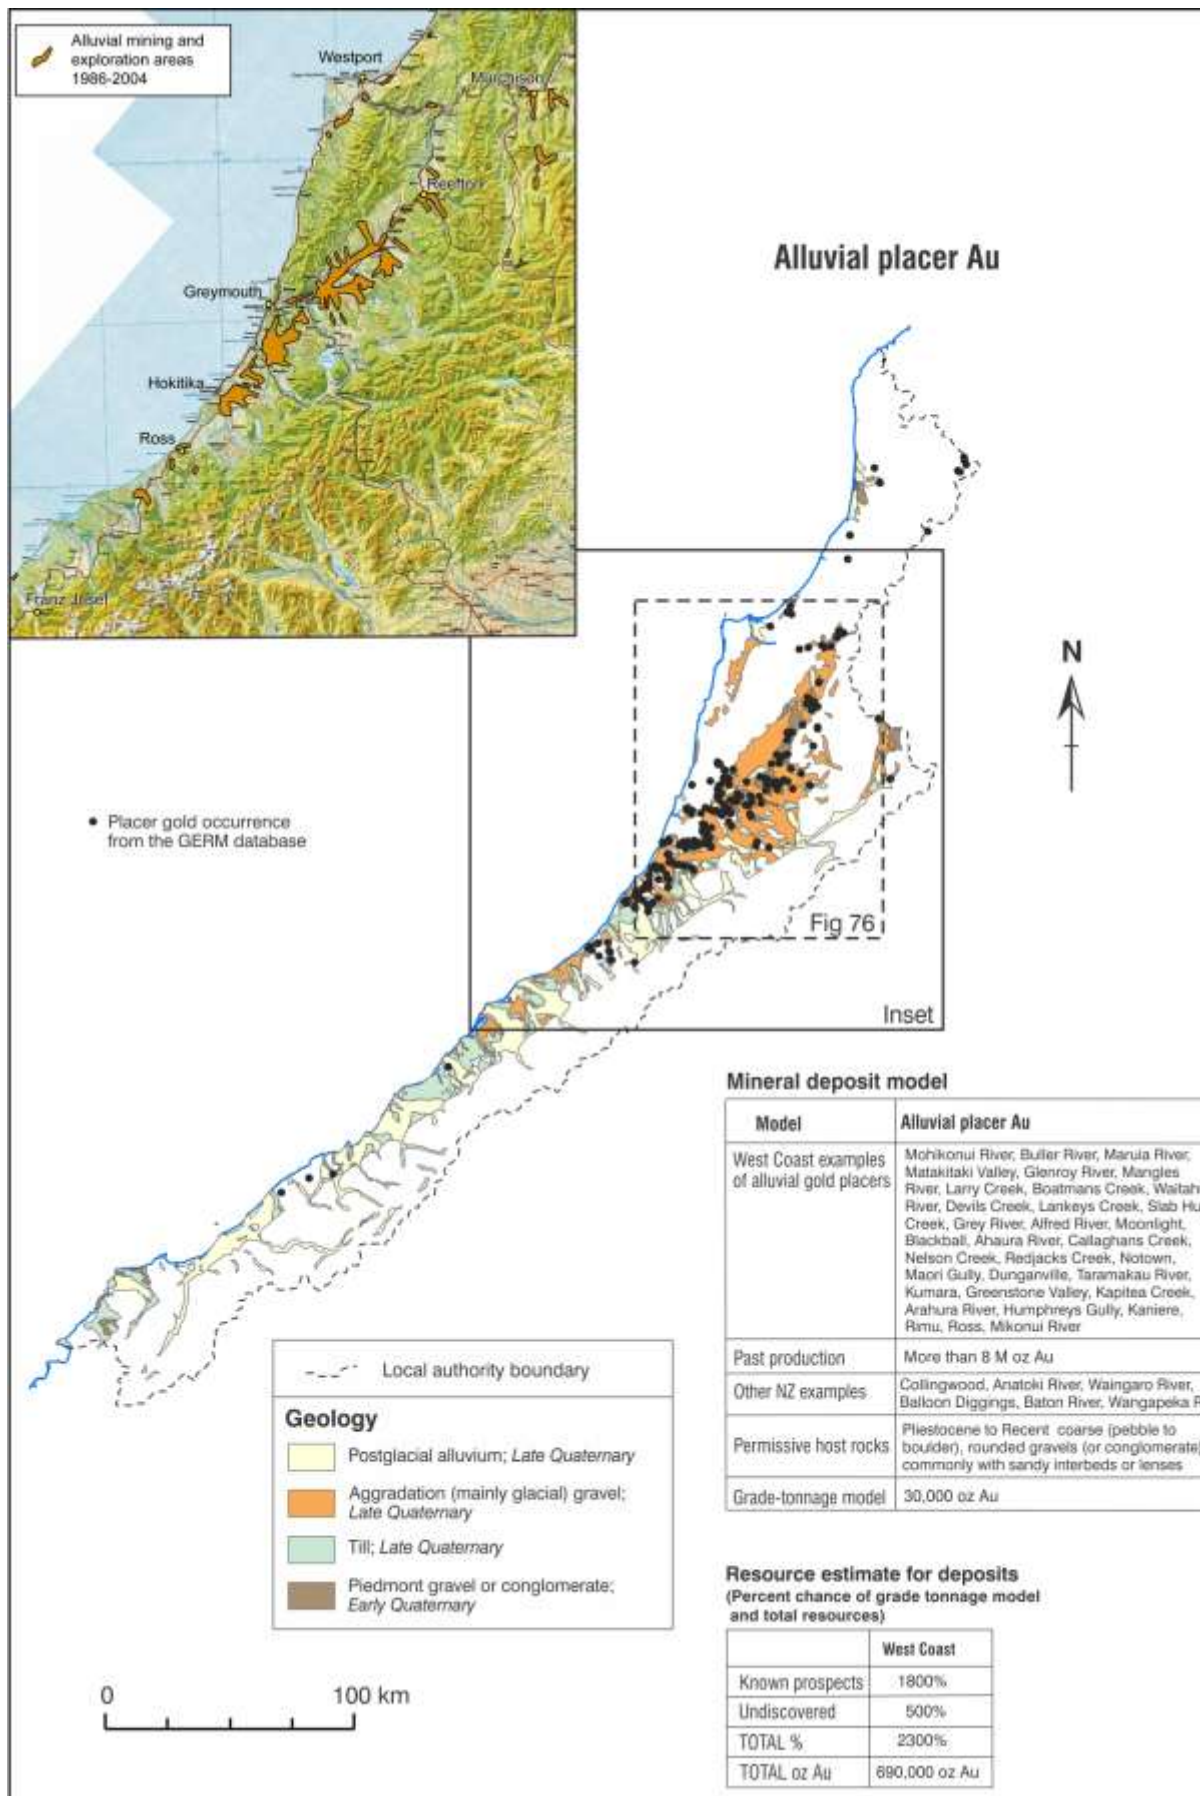 Alluvial mining and
exploration areas
1986-2004
Westport
Murchison
Reefton
Greymouth
Hokitika
Ross
Franz Josef
Alluvial placer Au
N
Placer gold occurrence
from the GERM database
Fig 76
Inset
Local authority boundary
Geology
Postglacial alluvium; Late Quaternary
Aggradation (mainly glacial) gravel;
Late Quaternary
Till; Late Quaternary
Piedmont gravel or conglomerate;
Early Quaternary
0 100 km
Mineral deposit model
Model Alluvial placer Au
West Coast examples
of alluvial gold placers
Mohikonui River, Buller River, Maruia River,
Matakitaki Valley, Glenroy River, Mangles
River, Larry Creek, Boatmans Creek, Waitah
River, Devils Creek, Lankeys Creek, Slab Hu
Creek, Grey River, Alfred River, Moonlight,
Blackball, Ahaura River, Callaghans Creek,
Nelson Creek, Redjacks Creek, Notown,
Maori Gully, Dunganville, Taramakau River,
Kumara, Greenstone Valley, Kapitea Creek,
Arahura River, Humphreys Gully, Kaniere,
Rimu, Ross, Mikonui River
Past production More than 8 M oz Au
Other NZ examples
Collingwood, Anatoki River, Waingaro River,
Balloon Diggings, Baton River, Wangapeka R
Permissive host rocks
Pliestocene to Recent coarse (pebble to
boulder), rounded gravels (or conglomerate)
commonly with sandy interbeds or lenses
Grade-tonnage model 30,000 oz Au
Resource estimate for deposits
(Percent chance of grade tonnage model
and total resources)
West Coast
Known prospects 1800%
Undiscovered 500%
TOTAL % 2300%
TOTAL oz Au 690,000 oz Au